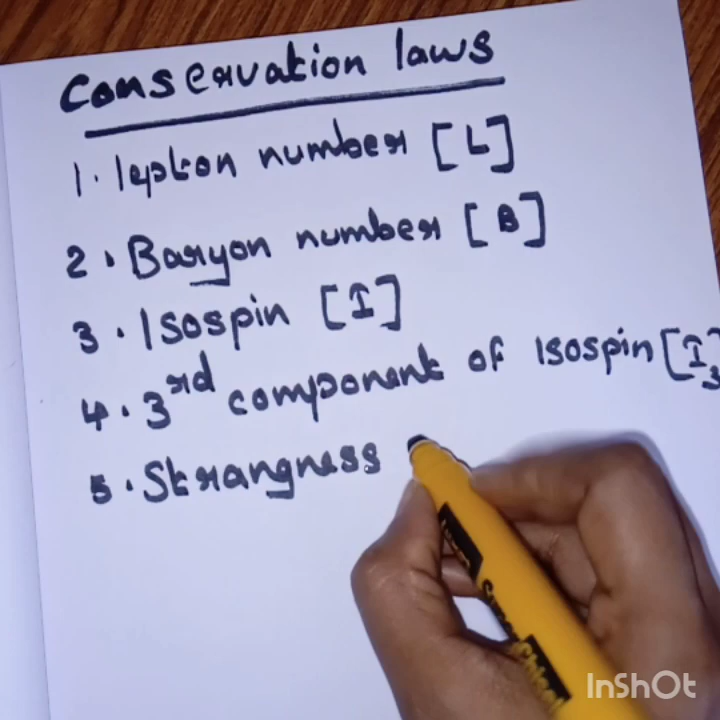 Conservation laws
1. lepton number [L]
2. Baryon number [B]
3. Isospin [I]
4. 3rd component of Isospin [I3
5. Strangness
InShOt